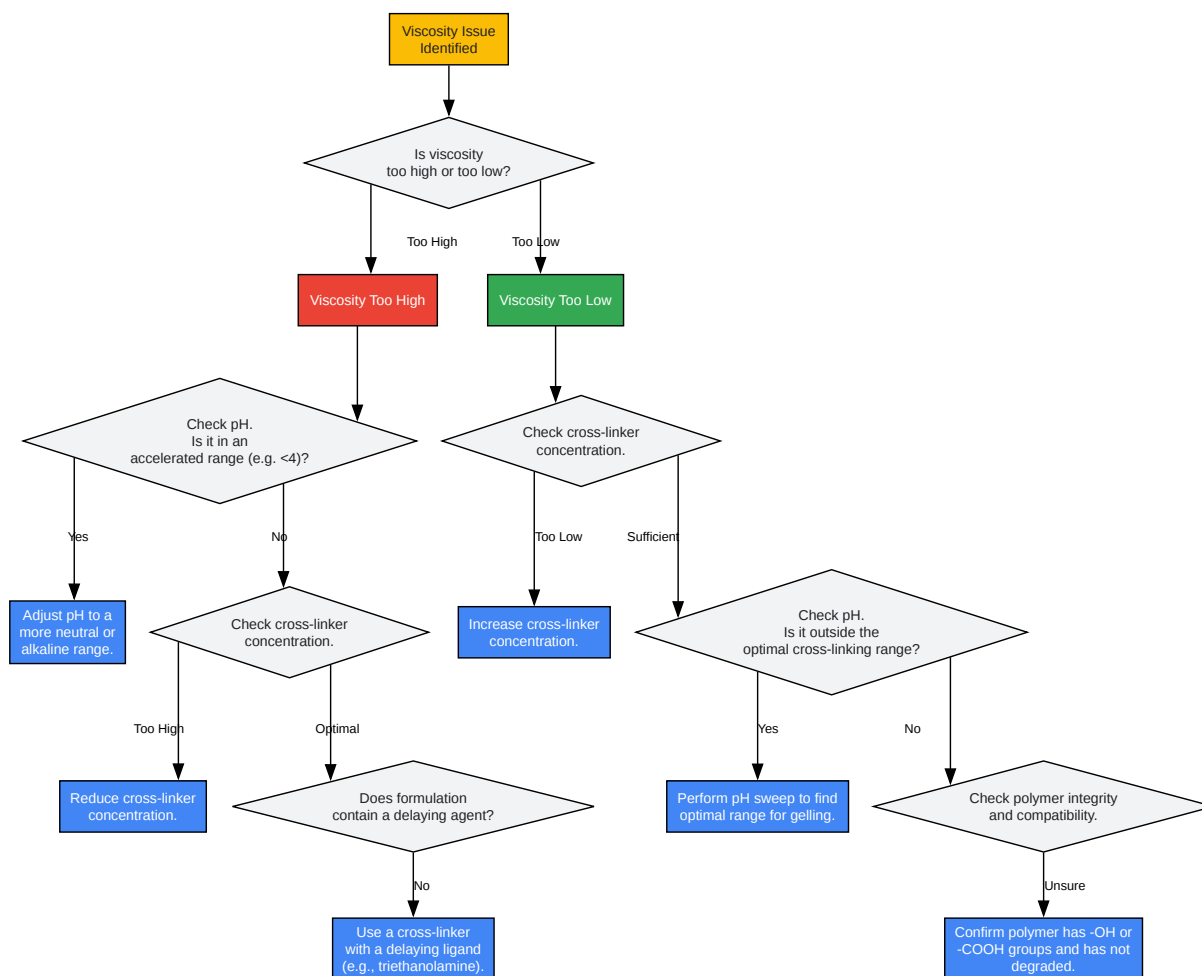 Viscosity Issue
Identified
Is viscosity
too high or too low?
Too High
Too Low
Viscosity Too High
Viscosity Too Low
Check pH.
Is it in an
accelerated range (e.g. <4)?
Check cross-linker
concentration.
Yes
No
Too Low
Sufficient
Adjust pH to a
more neutral or
alkaline range.
Check cross-linker
concentration.
Increase cross-linker
concentration.
Check pH.
Is it outside the
optimal cross-linking range?
Too High
Optimal
Yes
No
Reduce cross-linker
concentration.
Does formulation
contain a delaying agent?
Perform pH sweep to find
optimal range for gelling.
Check polymer integrity
and compatibility.
No
Unsure
Use a cross-linker
with a delaying ligand
(e.g., triethanolamine).
Confirm polymer has -OH or
-COOH groups and has not
degraded.